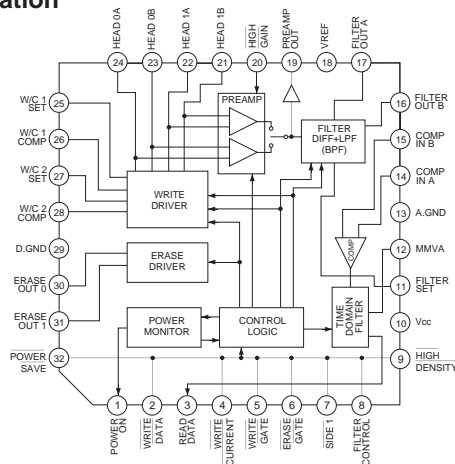 ation
HEAD 0A
HEAD 0B
HEAD 1A
HEAD 1B
HIGH
GAIN
PREAMP
OUT
VREF
FILTER
OUT A
24
23
22
21
20
19
18
17
W/C 1
SET
25
W/C 1
COMP
26
W/C 2
SET
27
W/C 2
COMP
28
D.GND
29
ERASE
OUT 0
30
ERASE
OUT 1
31
POWER
SAVE
32
PREAMP
FILTER
DIFF+LPF
(BPF)
WRITE
DRIVER
COMP
ERASE
DRIVER
POWER
MONITOR
CONTROL
LOGIC
TIME
DOMAIN
FILTER
16
FILTER
OUT B
15
COMP
IN B
14
COMP
IN A
13
A.GND
12
MMVA
11
FILTER
SET
10
Vcc
9
HIGH
DENSITY
1
2
3
4
5
6
7
8
POWER
ON
WRITE
DATA
READ DATA
WRITE
CURRENT
WRITE
GATE
ERASE
GATE
SIDE 1
FILTER
CONTROL